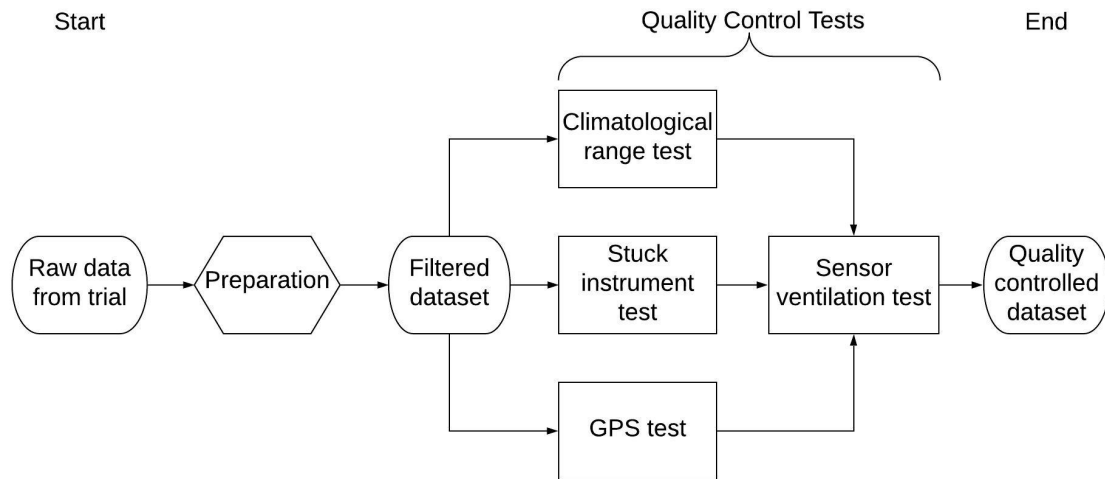 Start
Quality Control Tests
End
Climatological
range test
Raw data
from trial
Preparation
Filtered
dataset
Stuck
instrument
test
Sensor
ventilation test
Quality
controlled
dataset
GPS test